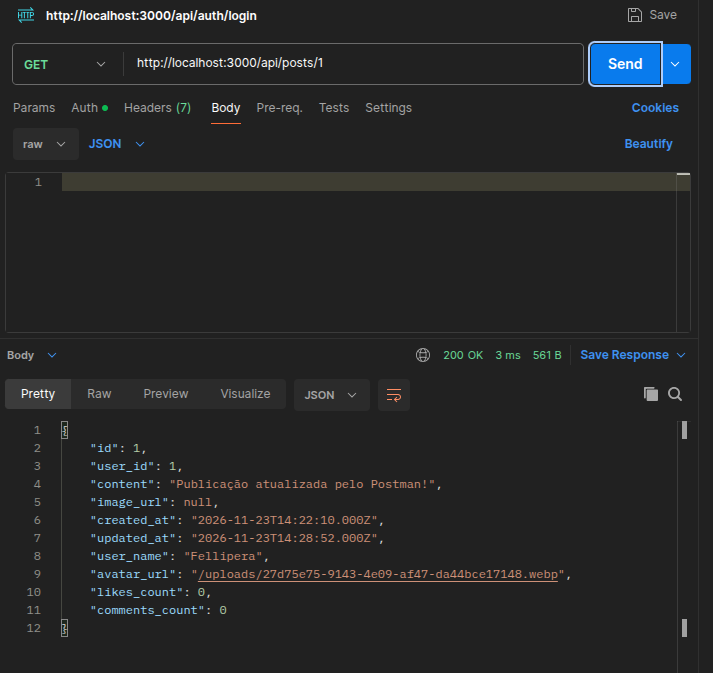 HTTP http://localhost:3000/api/auth/login Save
GET http://localhost:3000/api/posts/1 Send
Params Auth Headers (7) Body Pre-req. Tests Settings Cookies
raw JSON Beautify
1
Body 200 OK 3 ms 561 B Save Response
Pretty Raw Preview Visualize JSON
1 {
2 "id": 1,
3 "user_id": 1,
4 "content": "Publicação atualizada pelo Postman!",
5 "image_url": null,
6 "created_at": "2026-11-23T14:22:10.000Z",
7 "updated_at": "2026-11-23T14:28:52.000Z",
8 "user_name": "Fellipera",
9 "avatar_url": "/uploads/27d75e75-9143-4e09-af47-da44bce17148.webp",
10 "likes_count": 0,
11 "comments_count": 0
12 }